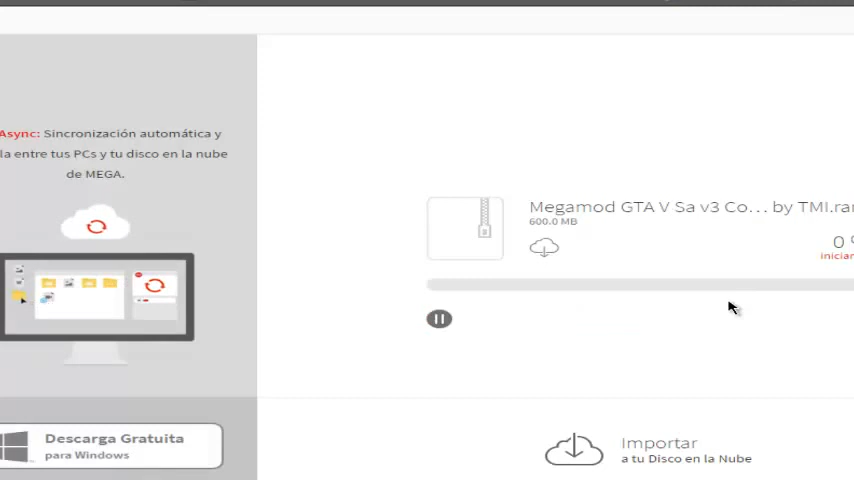 Async: Sincronización automática y
la entre tus PCs y tu disco en la nube
de MEGA.
Megamod GTA V Sa v3 Co... by TMI.rar
600.0 MB
0
iniciar
Descarga Gratuita
para Windows
Importar
a tu Disco en la Nube